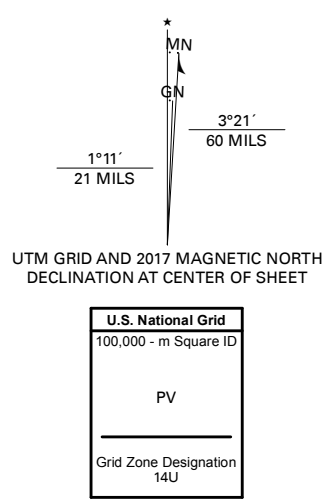 ★
MN
GN
3°21´
60 MILS
1°11´
21 MILS
UTM GRID AND 2017 MAGNETIC NORTH
DECLINATION AT CENTER OF SHEET
U.S. National Grid
100,000 - m Square ID
PV
Grid Zone Designation
14U